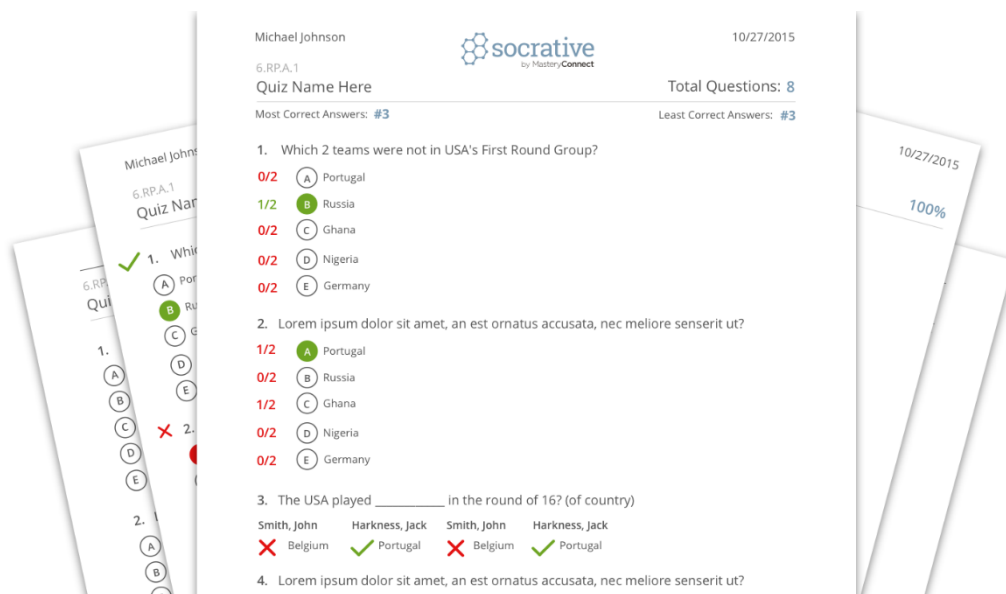 Michael Johnson
socrative
by MasteryConnect
10/27/2015
6.RP.A.1
Quiz Name Here
Total Questions: 8
Most Correct Answers: #3
Least Correct Answers: #3
1. Which 2 teams were not in USA's First Round Group?
0/2 A Portugal
1/2 B Russia
0/2 C Ghana
0/2 D Nigeria
0/2 E Germany
2. Lorem ipsum dolor sit amet, an est ornatus accusata, nec meliore senserit ut?
1/2 A Portugal
0/2 B Russia
1/2 C Ghana
0/2 D Nigeria
0/2 E Germany
3. The USA played __________ in the round of 16? (of country)
Smith, John Harkness, Jack Smith, John Harkness, Jack
Belgium Portugal Belgium Portugal
4. Lorem ipsum dolor sit amet, an est ornatus accusata, nec meliore senserit ut?
Michael Johns
10/27/2015
6.RP.A.1
Quiz Nar
100%
1. Whic
A Por
B Ru
C
D
E
2.
6.RP
Qui
1.
A
B
C
D
E
2.
A
B